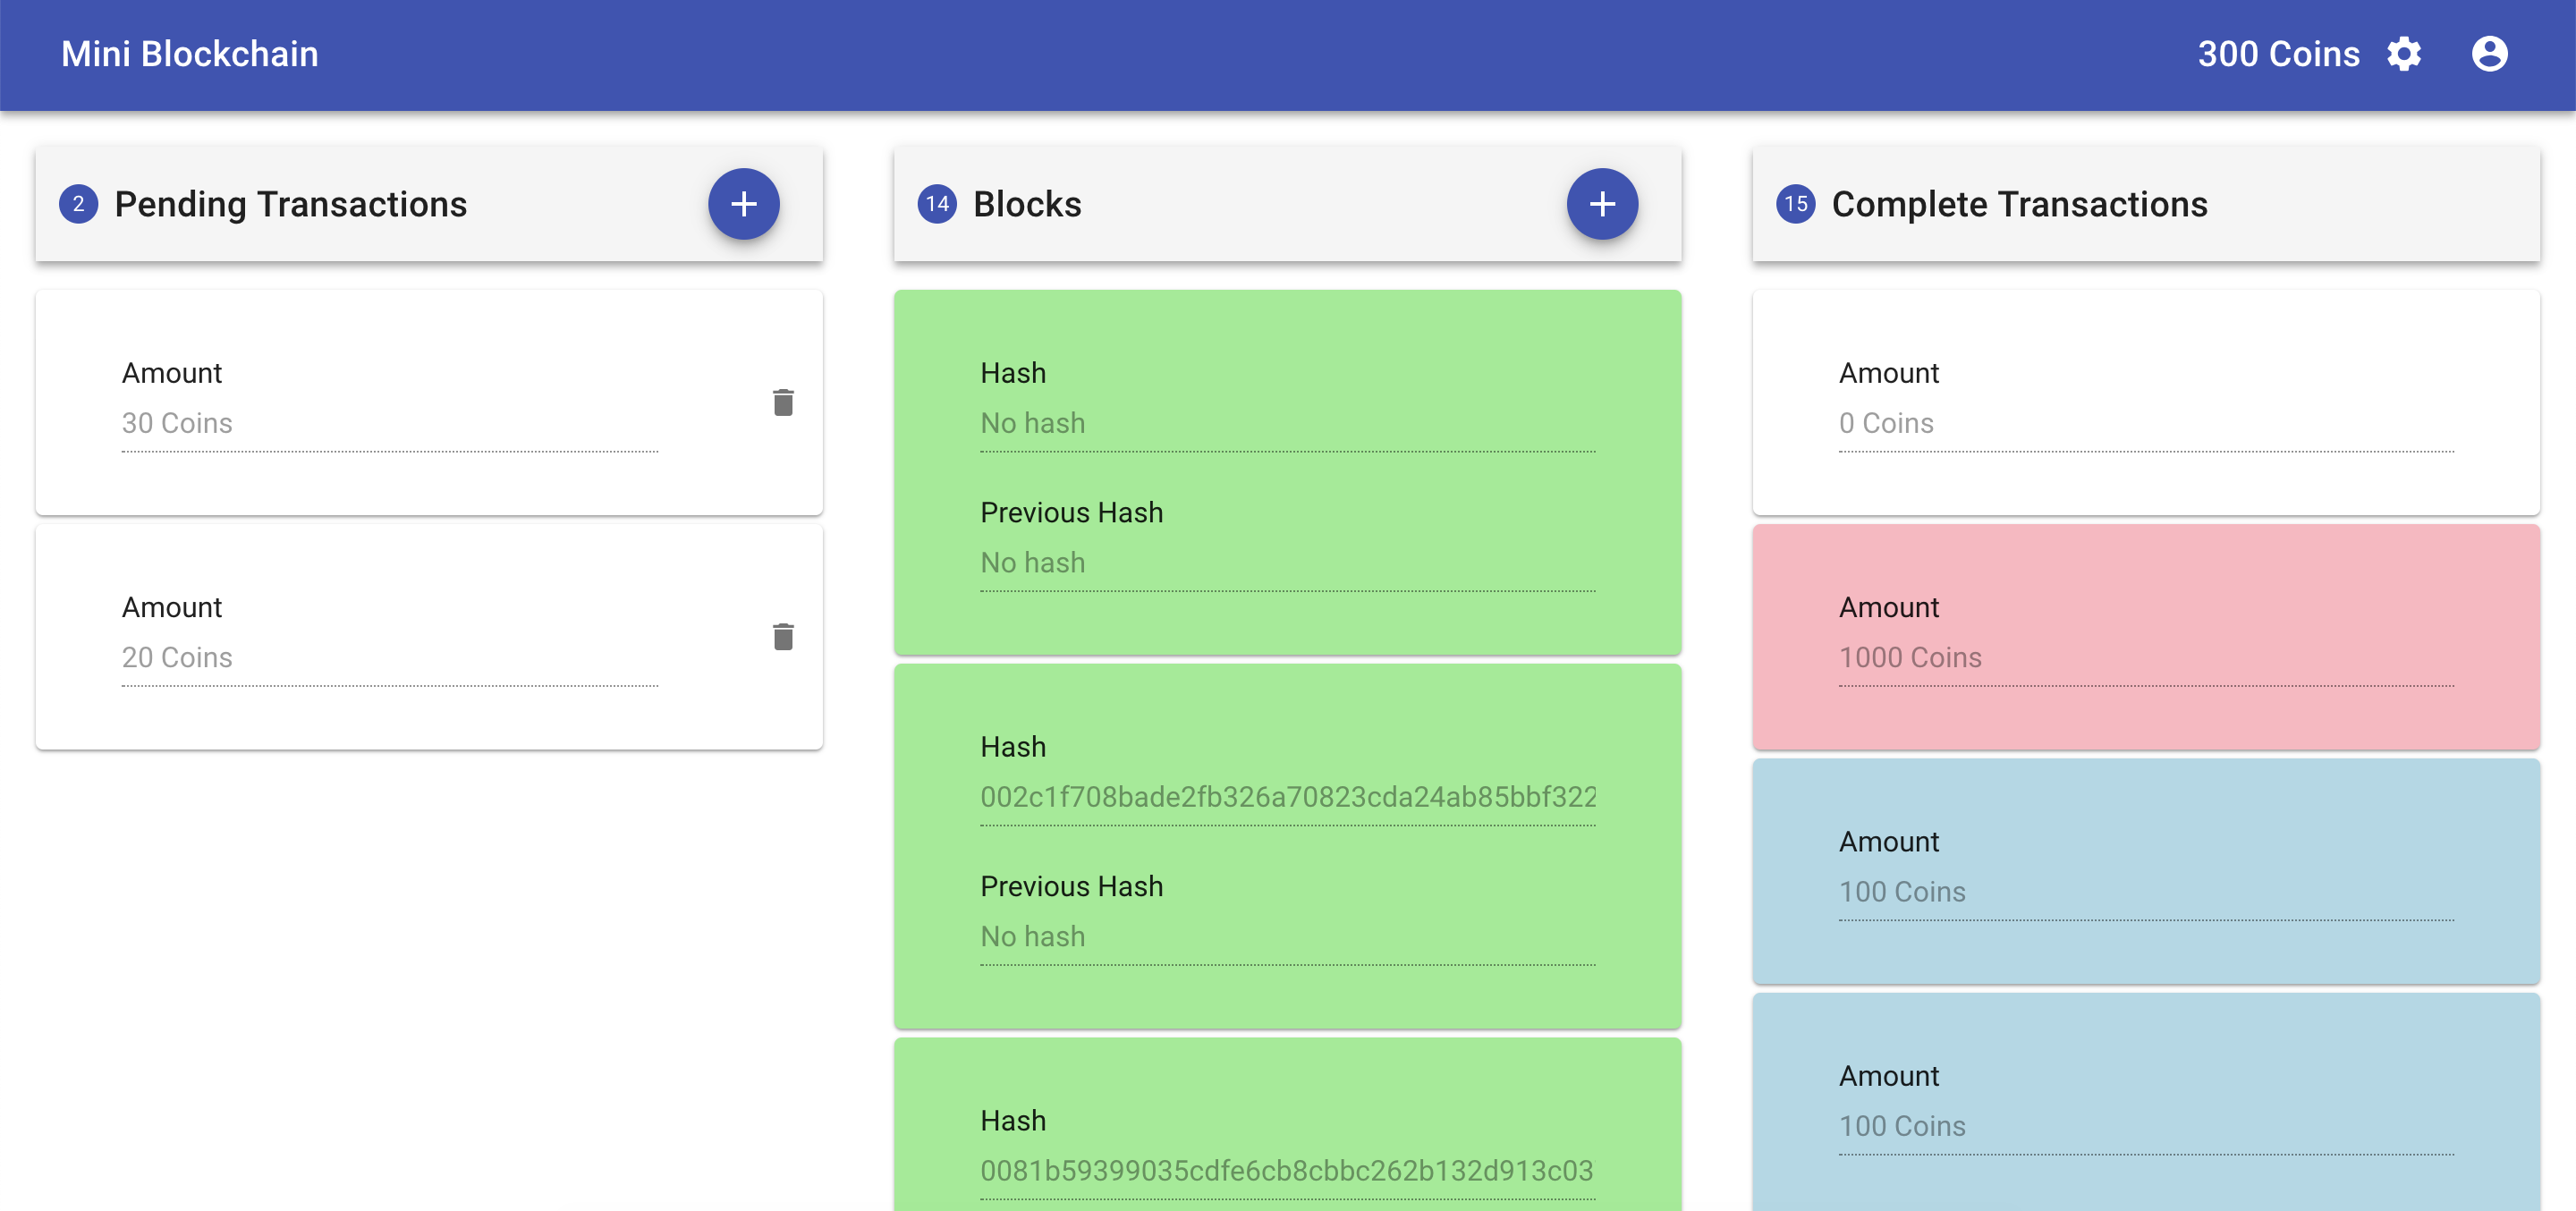 Mini Blockchain
300 Coins
2 Pending Transactions
Amount
30 Coins
Amount
20 Coins
14 Blocks
Hash
No hash
Previous Hash
No hash
Hash
002c1f708bade2fb326a70823cda24ab85bbf322
Previous Hash
No hash
Hash
0081b59399035cdfe6cb8cbbc262b132d913c03
15 Complete Transactions
Amount
0 Coins
Amount
1000 Coins
Amount
100 Coins
Amount
100 Coins